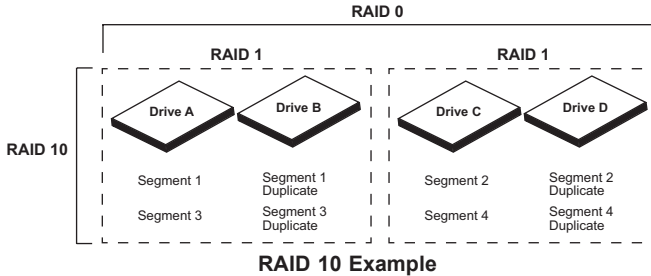 RAID 0
RAID 1
RAID 1
RAID 10
Drive A
Drive B
Drive C
Drive D
Segment 1
Segment 1
Duplicate
Segment 2
Segment 2
Duplicate
Segment 3
Segment 3
Duplicate
Segment 4
Segment 4
Duplicate
RAID 10 Example